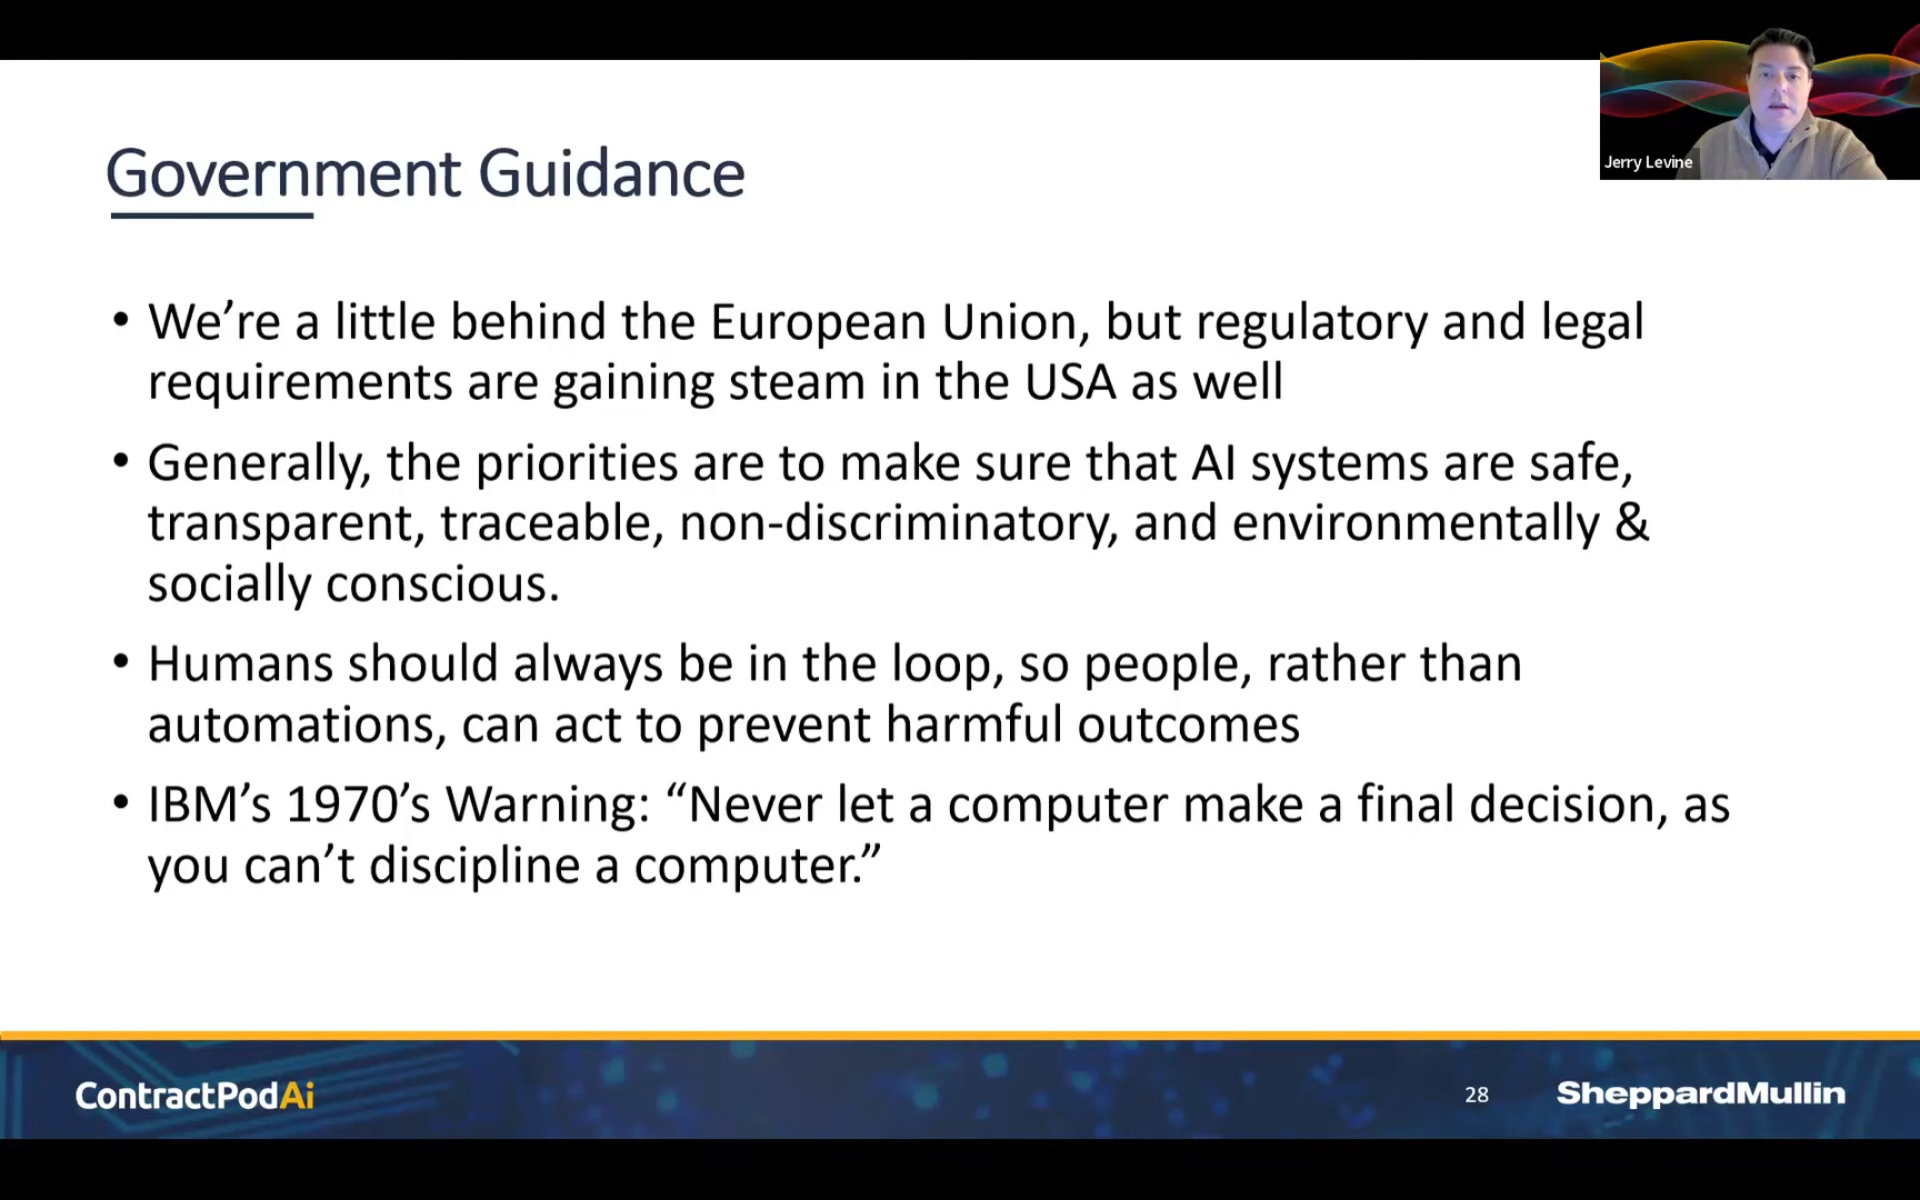 Jerry Levine
Government Guidance
• We’re a little behind the European Union, but regulatory and legal
requirements are gaining steam in the USA as well
• Generally, the priorities are to make sure that AI systems are safe,
transparent, traceable, non-discriminatory, and environmentally &
socially conscious.
• Humans should always be in the loop, so people, rather than
automations, can act to prevent harmful outcomes
• IBM’s 1970’s Warning: “Never let a computer make a final decision, as
you can’t discipline a computer.”
ContractPodAi
28
SheppardMullin